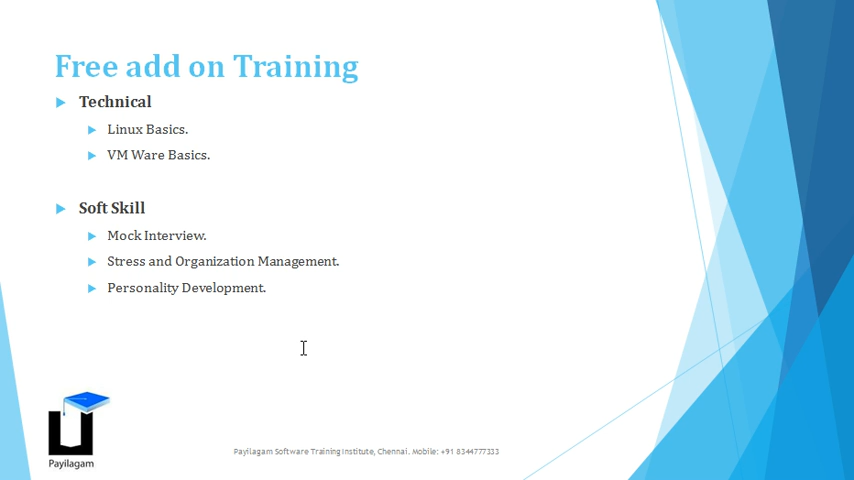 Free add on Training
Technical
Linux Basics.
VM Ware Basics.
Soft Skill
Mock Interview.
Stress and Organization Management.
Personality Development.
Payilagam
Payilagam Software Training Institute, Chennai. Mobile: +91 8344777333